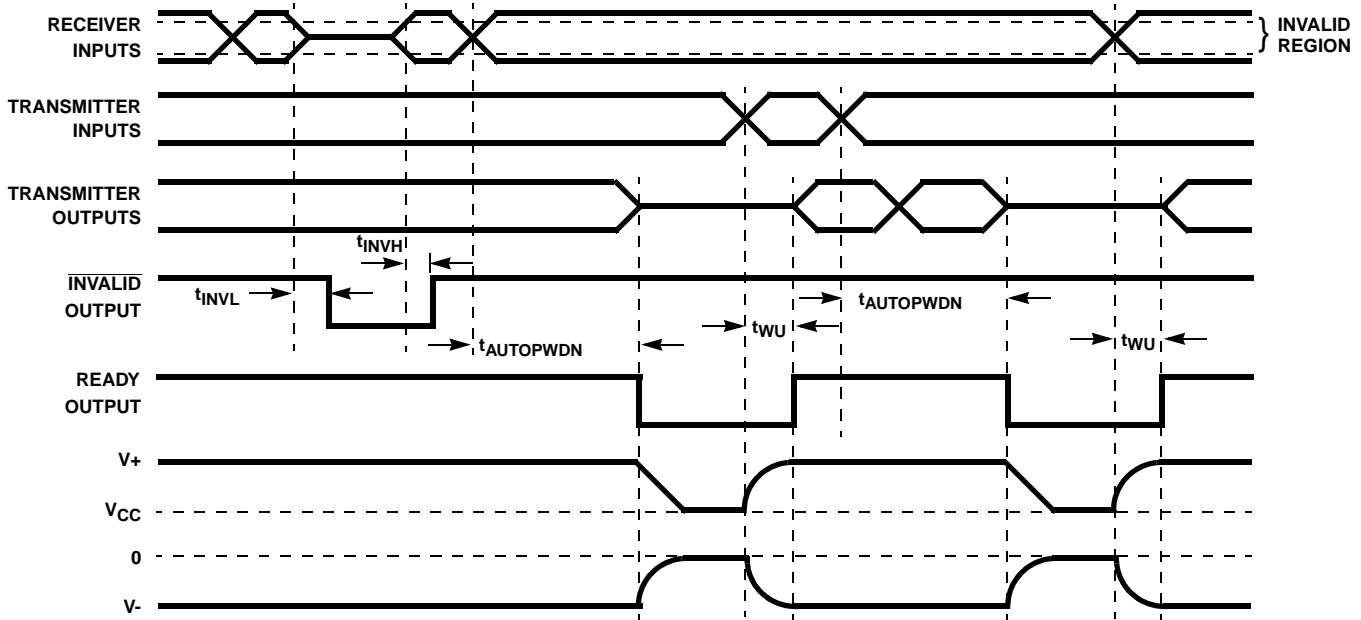 RECEIVER
INPUTS
} INVALID
REGION
TRANSMITTER
INPUTS
TRANSMITTER
OUTPUTS
tINVH
INVALID
OUTPUT
tINVL
tAUTOPWDN
tWU
tAUTOPWDN
tWU
READY
OUTPUT
V+
VCC
0
V-